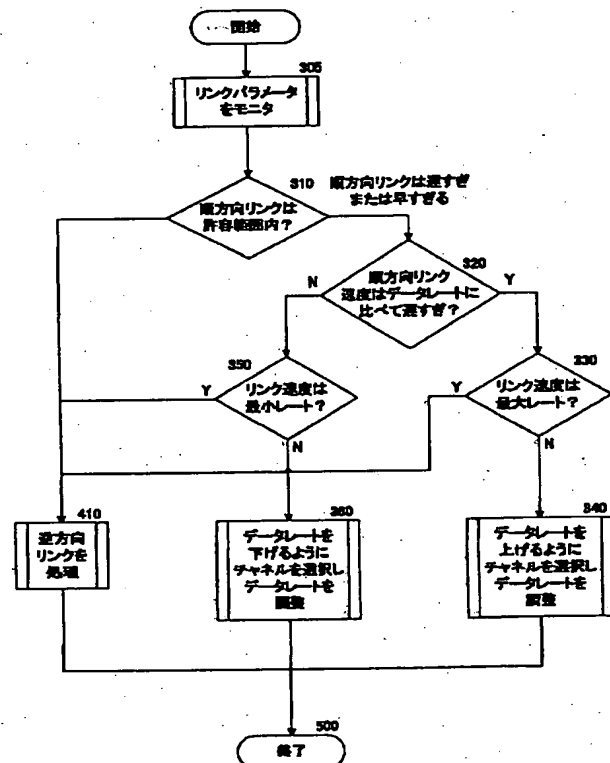 開始
305
リンクパラメータ
をモニタ
310
順方向リンクは遅すぎ
または早すぎる
順方向リンクは
許容範囲内?
320
順方向リンク
速度はデータレートに
比べて遅すぎ?
N
Y
350
330
Y
リンク速度は
最小レート?
Y
リンク速度は
最大レート?
N
N
410
逆方向
リンクを
処理
360
データレートを
下げるように
チャネルを選択し
データレートを
調整
340
データレートを
上げるように
チャネルを選択し
データレートを
調整
500
終了